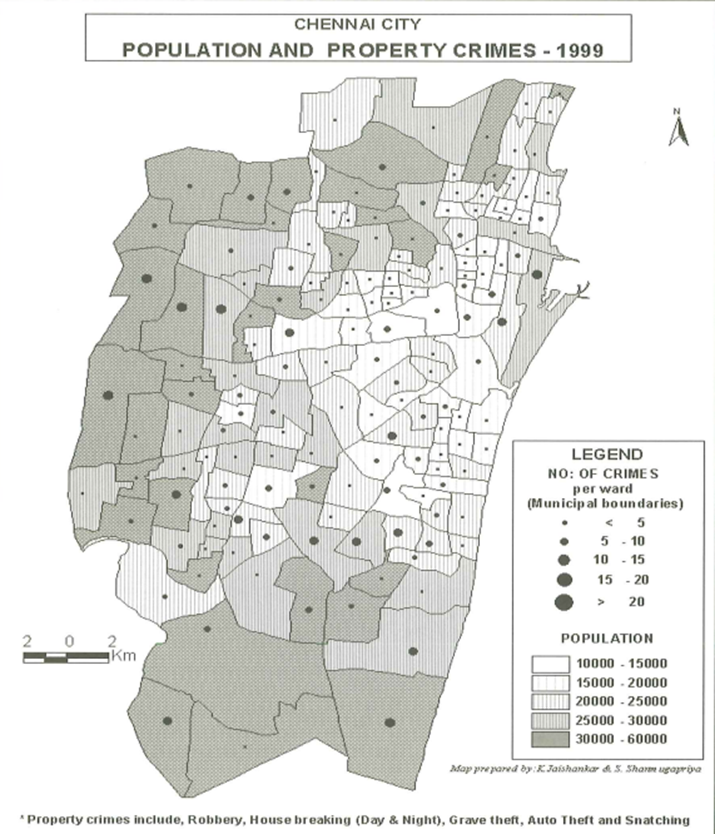 CHENNAI CITY
POPULATION AND PROPERTY CRIMES - 1999
N
LEGEND
NO: OF CRIMES
per ward
(Municipal boundaries)
< 5
5 - 10
10 - 15
15 - 20
> 20
POPULATION
10000 - 15000
15000 - 20000
20000 - 25000
25000 - 30000
30000 - 60000
2 0 2
Km
Map prepared by: K. Jaishankar & S. Shanmugapriya
* Property crimes include, Robbery, House breaking (Day & Night), Grave theft, Auto Theft and Snatching